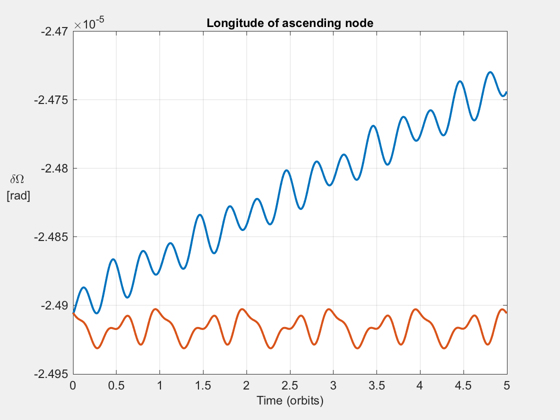 ×10⁻⁵
Longitude of ascending node
-2.47
-2.475
-2.48
δΩ
[rad]
-2.485
-2.49
-2.495
0 0.5 1 1.5 2 2.5 3 3.5 4 4.5 5
Time (orbits)